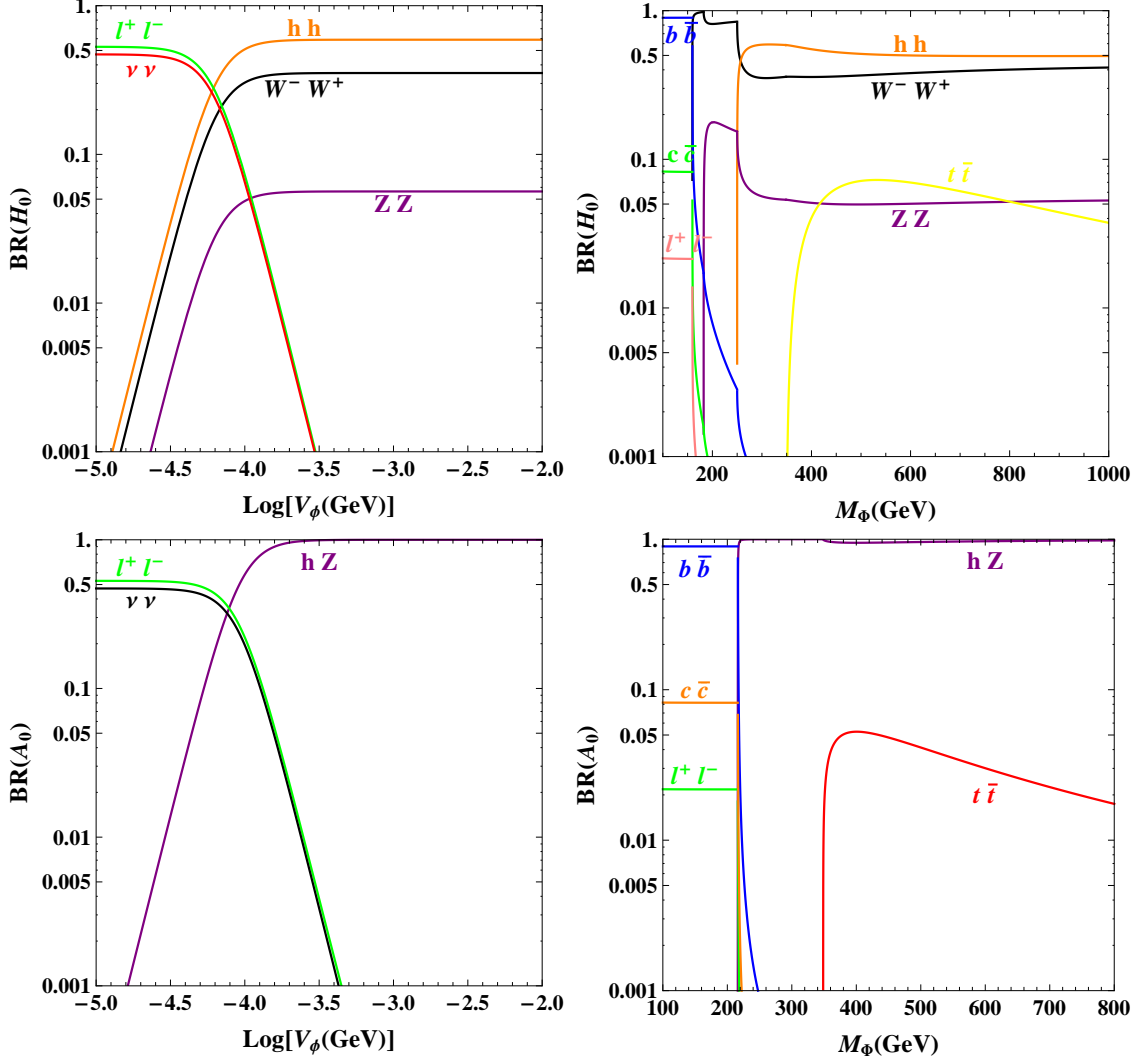 BR(H₀)
1.
0.5
0.1
0.05
0.01
0.005
0.001
l⁺ l⁻
ν ν
h h
W⁻ W⁺
Z Z
−5.0 −4.5 −4.0 −3.5 −3.0 −2.5 −2.0
Log[V_ϕ(GeV)]
BR(H₀)
1.
0.5
0.1
0.05
0.01
0.005
0.001
b b̄
h h
W⁻ W⁺
c c̄
t t̄
Z Z
l⁺ l⁻
200 400 600 800 1000
M_Φ(GeV)
BR(A₀)
1.
0.5
0.1
0.05
0.01
0.005
0.001
l⁺ l⁻
ν ν
h Z
−5.0 −4.5 −4.0 −3.5 −3.0 −2.5 −2.0
Log[V_ϕ(GeV)]
BR(A₀)
1.
0.5
0.1
0.05
0.01
0.005
0.001
b b̄
h Z
c c̄
l⁺ l⁻
t t̄
100 200 300 400 500 600 700 800
M_Φ(GeV)